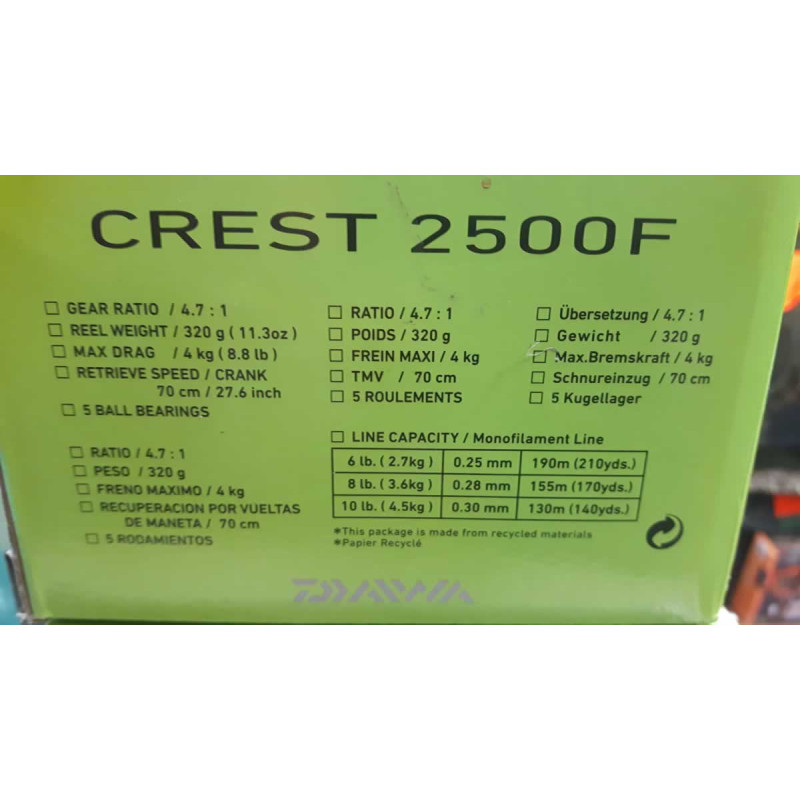 CREST 2500F
☐ GEAR RATIO / 4.7 : 1
☐ REEL WEIGHT / 320 g ( 11.3oz )
☐ MAX DRAG / 4 kg ( 8.8 lb )
☐ RETRIEVE SPEED / CRANK
70 cm / 27.6 inch
☐ 5 BALL BEARINGS
☐ RATIO / 4.7 : 1
☐ POIDS / 320 g
☐ FREIN MAXI / 4 kg
☐ TMV / 70 cm
☐ 5 ROULEMENTS
☐ Übersetzung / 4.7 : 1
☐ Gewicht / 320 g
☐ Max.Bremskraft / 4 kg
☐ Schnureinzug / 70 cm
☐ 5 Kugellager
☐ RATIO / 4.7 : 1
☐ PESO / 320 g
☐ FRENO MAXIMO / 4 kg
☐ RECUPERACION POR VUELTAS
DE MANETA / 70 cm
☐ 5 RODAMIENTOS
☐ LINE CAPACITY / Monofilament Line
6 lb. ( 2.7kg ) 0.25 mm 190m (210yds.)
8 lb. ( 3.6kg ) 0.28 mm 155m (170yds.)
10 lb. ( 4.5kg ) 0.30 mm 130m (140yds.)
*This package is made from recycled materials
*Papier Recyclé
DAIWA